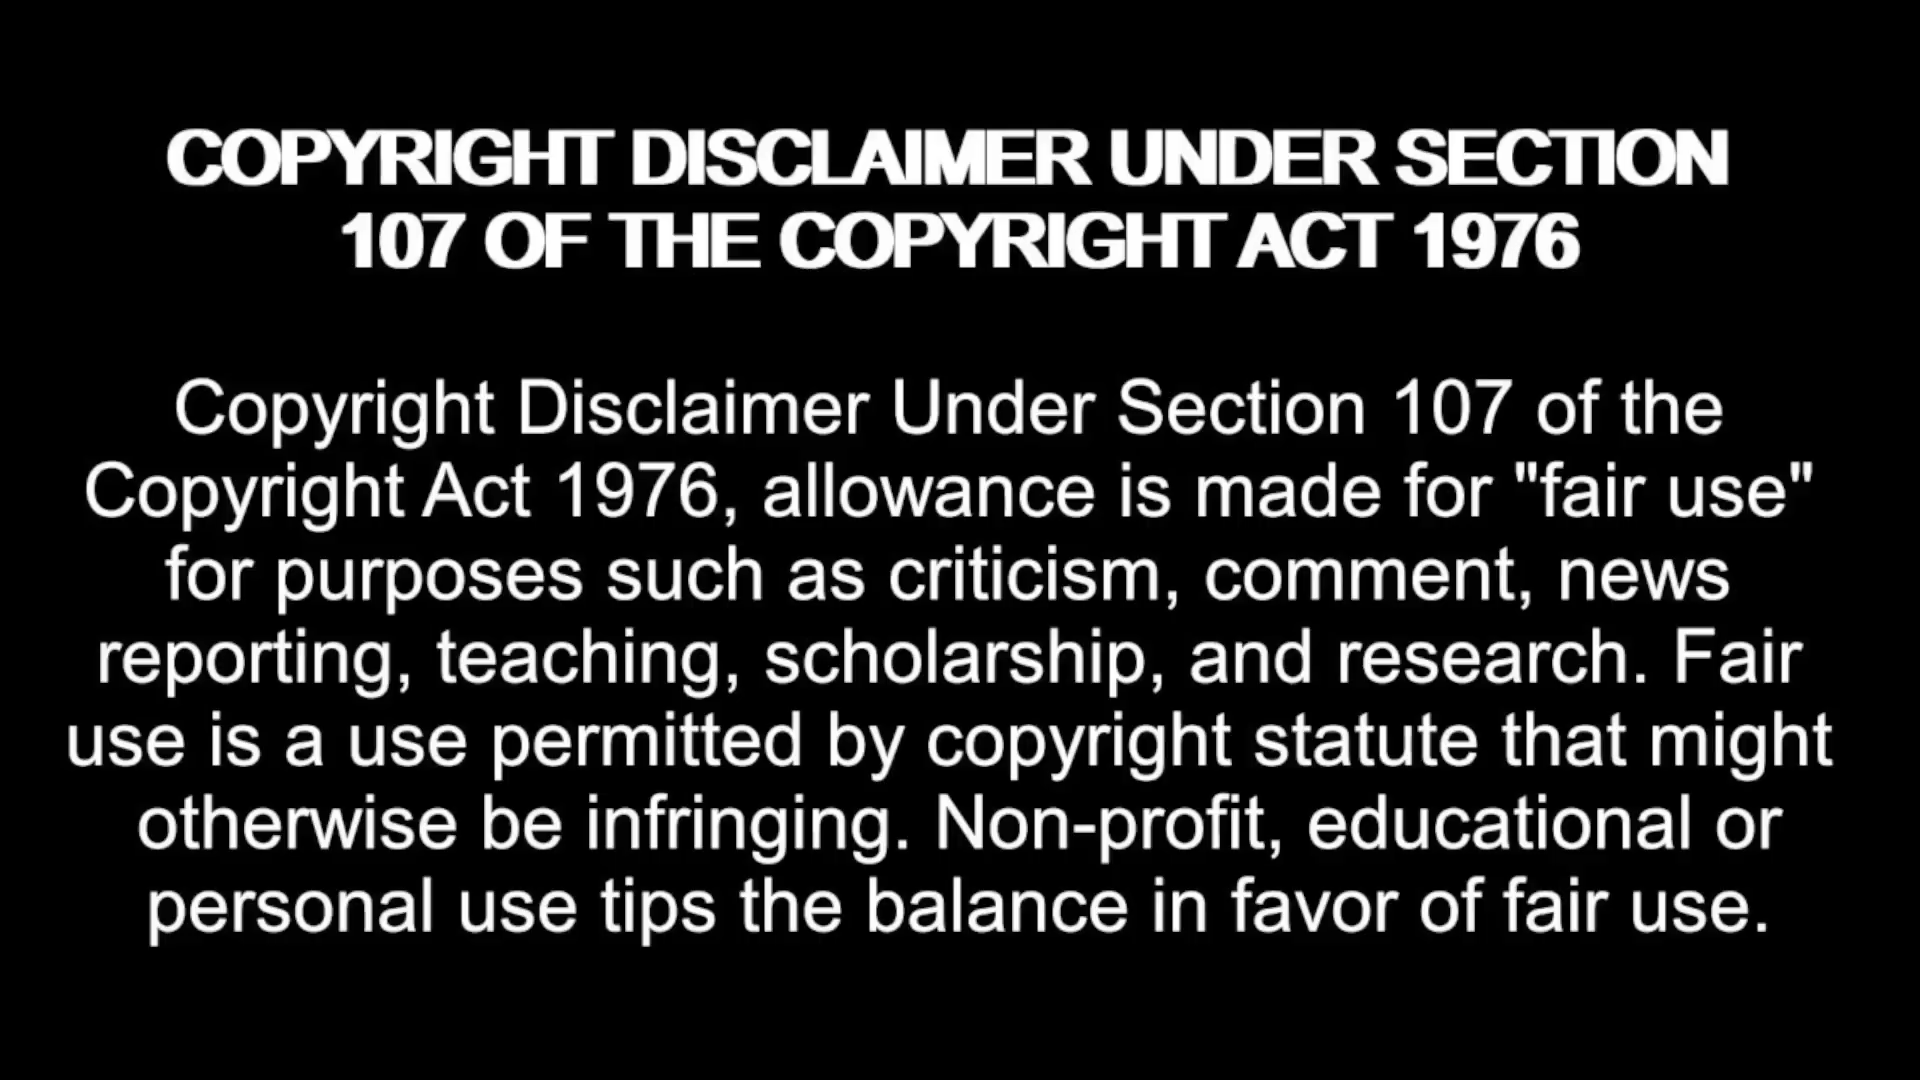 COPYRIGHT DISCLAIMER UNDER SECTION
107 OF THE COPYRIGHT ACT 1976
Copyright Disclaimer Under Section 107 of the
Copyright Act 1976, allowance is made for "fair use"
for purposes such as criticism, comment, news
reporting, teaching, scholarship, and research. Fair
use is a use permitted by copyright statute that might
otherwise be infringing. Non-profit, educational or
personal use tips the balance in favor of fair use.